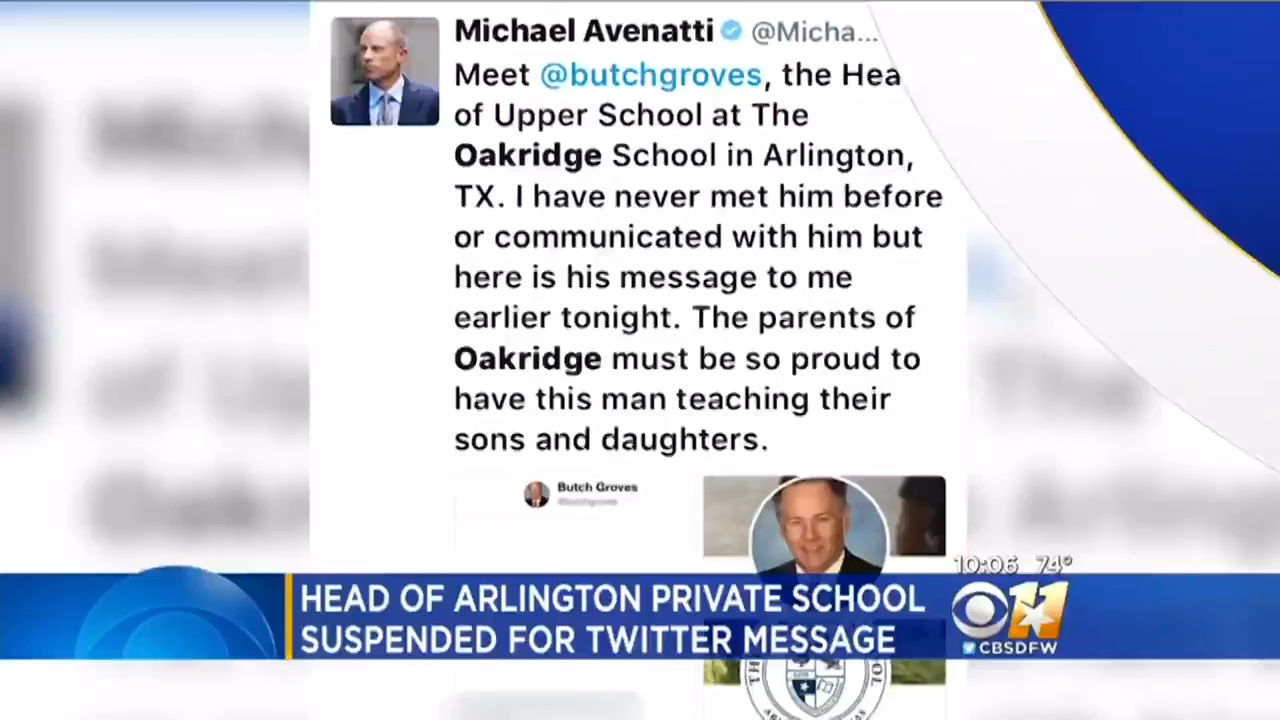 Michael Avenatti @Micha...
Meet @butchgroves, the Hea
of Upper School at The
Oakridge School in Arlington,
TX. I have never met him before
or communicated with him but
here is his message to me
earlier tonight. The parents of
Oakridge must be so proud to
have this man teaching their
sons and daughters.
Butch Groves
10:06 74°
HEAD OF ARLINGTON PRIVATE SCHOOL
SUSPENDED FOR TWITTER MESSAGE
11
CBSDFW